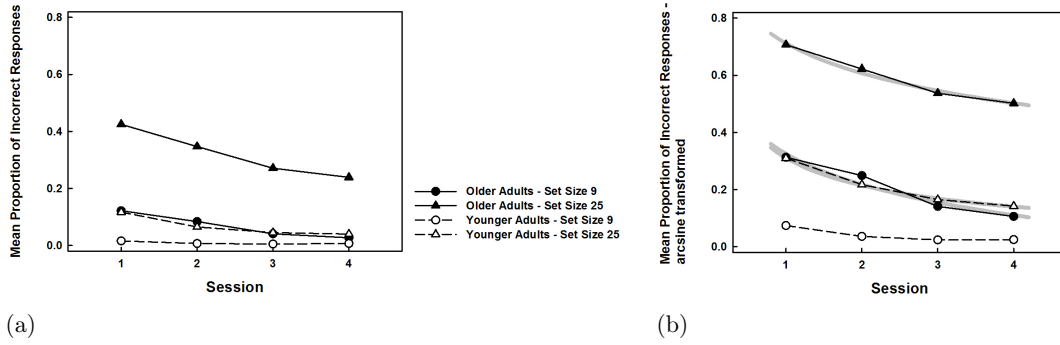 Mean Proportion of Incorrect Responses
0.8
0.6
0.4
0.2
0.0
1 2 3 4
Session
Older Adults - Set Size 9
Older Adults - Set Size 25
Younger Adults - Set Size 9
Younger Adults - Set Size 25
(a)
Mean Proportion of Incorrect Responses -
arcsine transformed
0.8
0.6
0.4
0.2
0.0
1 2 3 4
Session
(b)